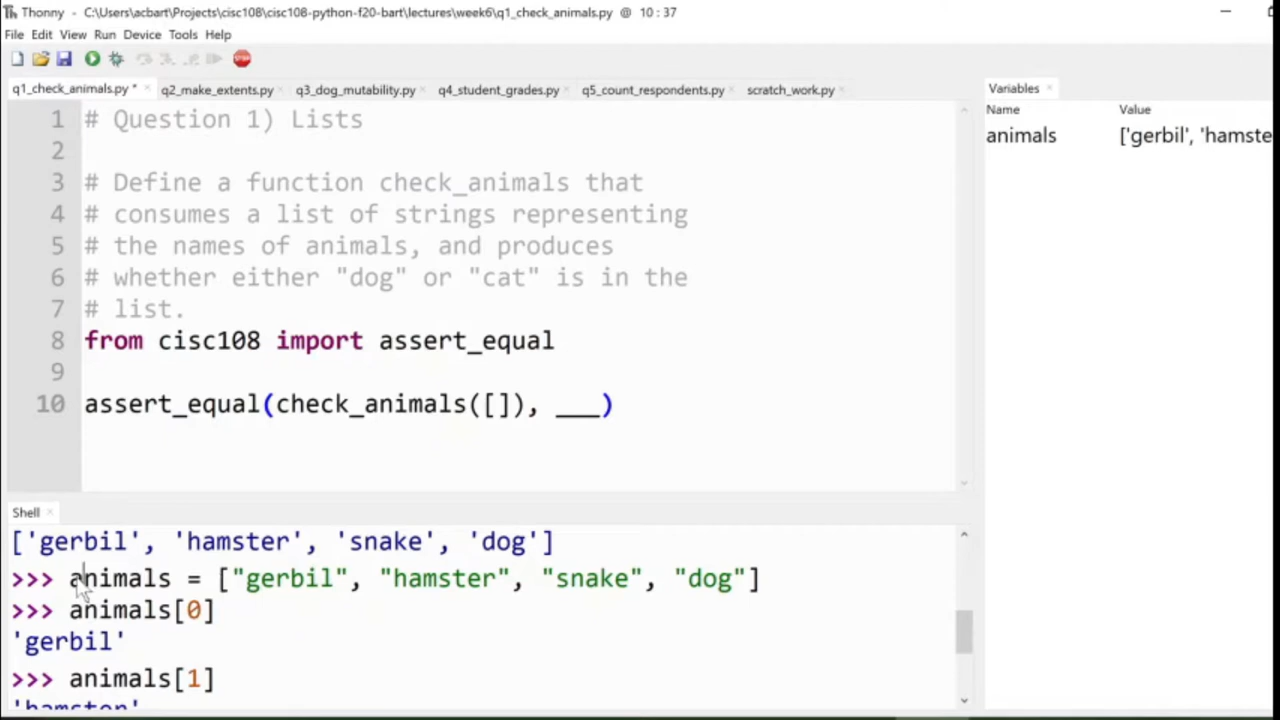 Thonny - C:\Users\acbart\Projects\cisc108\cisc108-python-f20-bart\lectures\week6\q1_check_animals.py @ 10 : 37
File Edit View Run Device Tools Help
STOP
q1_check_animals.py * × q2_make_extents.py × q3_dog_mutability.py × q4_student_grades.py × q5_count_respondents.py × scratch_work.py ×
1 # Question 1) Lists
2
3 # Define a function check_animals that
4 # consumes a list of strings representing
5 # the names of animals, and produces
6 # whether either "dog" or "cat" is in the
7 # list.
8 from cisc108 import assert_equal
9
10 assert_equal(check_animals([]), ___)
Variables ×
Name Value
animals ['gerbil', 'hamste
Shell ×
['gerbil', 'hamster', 'snake', 'dog']
>>> animals = ["gerbil", "hamster", "snake", "dog"]
>>> animals[0]
'gerbil'
>>> animals[1]
'hamster'